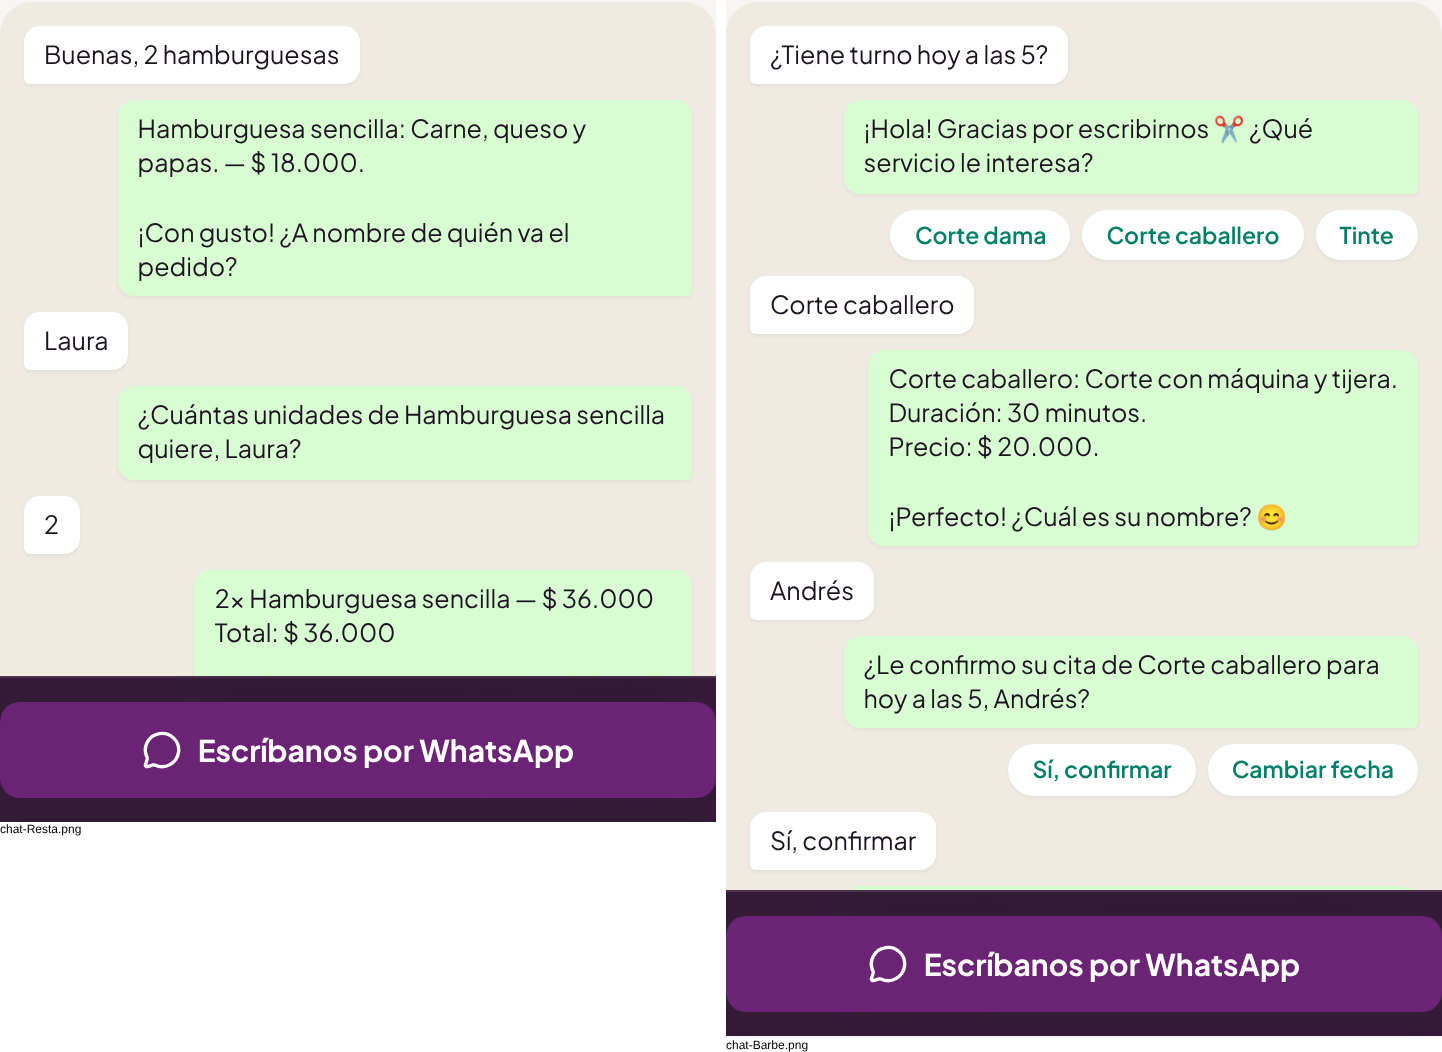 Buenas, 2 hamburguesas
Hamburguesa sencilla: Carne, queso y
papas. — $ 18.000.
¡Con gusto! ¿A nombre de quién va el
pedido?
Laura
¿Cuántas unidades de Hamburguesa sencilla
quiere, Laura?
2
2× Hamburguesa sencilla — $ 36.000
Total: $ 36.000
Escríbanos por WhatsApp
chat-Resta.png
¿Tiene turno hoy a las 5?
¡Hola! Gracias por escribirnos ✂️ ¿Qué
servicio le interesa?
Corte dama
Corte caballero
Tinte
Corte caballero
Corte caballero: Corte con máquina y tijera.
Duración: 30 minutos.
Precio: $ 20.000.
¡Perfecto! ¿Cuál es su nombre? 😊
Andrés
¿Le confirmo su cita de Corte caballero para
hoy a las 5, Andrés?
Sí, confirmar
Cambiar fecha
Sí, confirmar
Escríbanos por WhatsApp
chat-Barbe.png